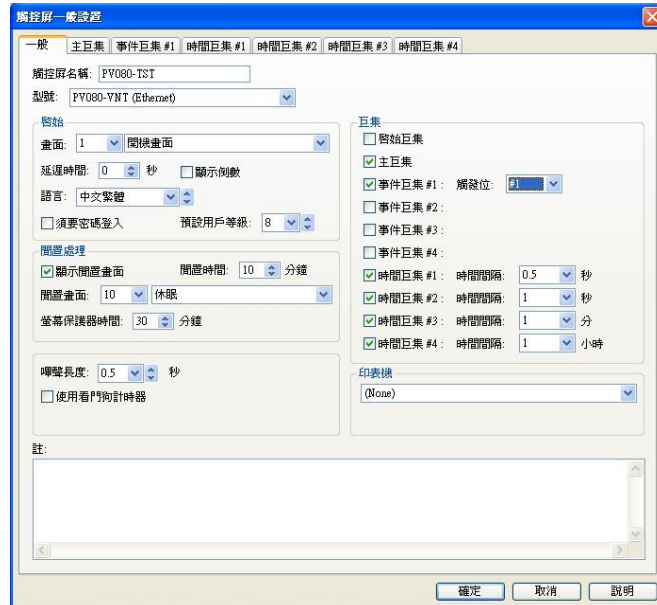 觸控屏一般設置
一般 主巨集 事件巨集 #1 時間巨集 #1 時間巨集 #2 時間巨集 #3 時間巨集 #4
觸控屏名稱: PV080-TST
型號: PV080-VNT (Ethernet)
啓始
畫面: 1 開機畫面
延遲時間: 0 秒 顯示倒數
語言: 中文繁體
須要密碼登入 預設用戶等級: 8
閒置處理
顯示閒置畫面 閒置時間: 10 分鐘
閒置畫面: 10 休眠
螢幕保護器時間: 30 分鐘
嗶聲長度: 0.5 秒
使用看門狗計時器
巨集
啓始巨集
主巨集
事件巨集 #1 : 觸發位: #1
事件巨集 #2 :
事件巨集 #3 :
事件巨集 #4 :
時間巨集 #1 : 時間間隔: 0.5 秒
時間巨集 #2 : 時間間隔: 1 秒
時間巨集 #3 : 時間間隔: 1 分
時間巨集 #4 : 時間間隔: 1 小時
印表機
(None)
註:
確定 取消 說明